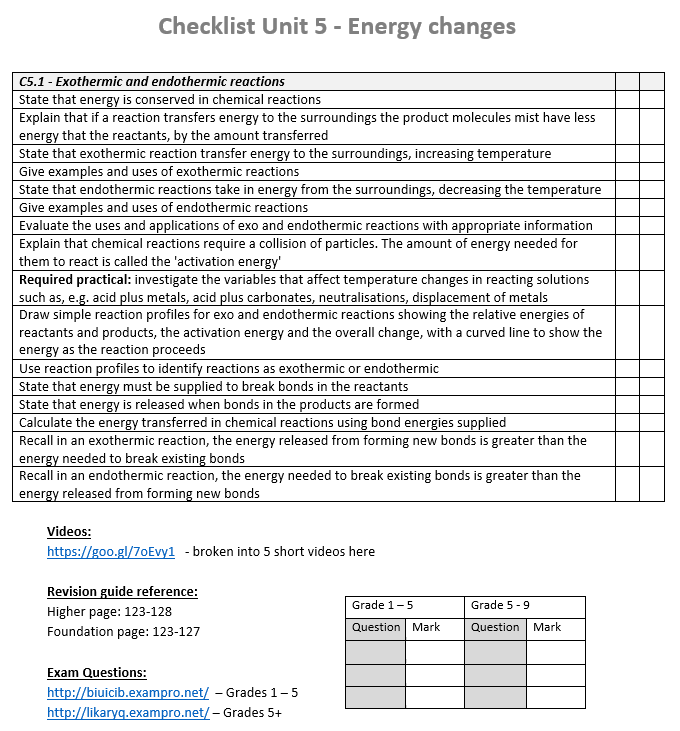 Checklist Unit 5 - Energy changes
C5.1 - Exothermic and endothermic reactions
State that energy is conserved in chemical reactions
Explain that if a reaction transfers energy to the surroundings the product molecules mist have less
energy that the reactants, by the amount transferred
State that exothermic reaction transfer energy to the surroundings, increasing temperature
Give examples and uses of exothermic reactions
State that endothermic reactions take in energy from the surroundings, decreasing the temperature
Give examples and uses of endothermic reactions
Evaluate the uses and applications of exo and endothermic reactions with appropriate information
Explain that chemical reactions require a collision of particles. The amount of energy needed for
them to react is called the 'activation energy'
Required practical: investigate the variables that affect temperature changes in reacting solutions
such as, e.g. acid plus metals, acid plus carbonates, neutralisations, displacement of metals
Draw simple reaction profiles for exo and endothermic reactions showing the relative energies of
reactants and products, the activation energy and the overall change, with a curved line to show the
energy as the reaction proceeds
Use reaction profiles to identify reactions as exothermic or endothermic
State that energy must be supplied to break bonds in the reactants
State that energy is released when bonds in the products are formed
Calculate the energy transferred in chemical reactions using bond energies supplied
Recall in an exothermic reaction, the energy released from forming new bonds is greater than the
energy needed to break existing bonds
Recall in an endothermic reaction, the energy needed to break existing bonds is greater than the
energy released from forming new bonds
Videos:
https://goo.gl/7oEvy1 - broken into 5 short videos here
Revision guide reference:
Higher page: 123-128
Foundation page: 123-127
Exam Questions:
http://biuicib.exampro.net/ – Grades 1 – 5
http://likaryq.exampro.net/ – Grades 5+
Grade 1 – 5 Grade 5 - 9
Question Mark Question Mark